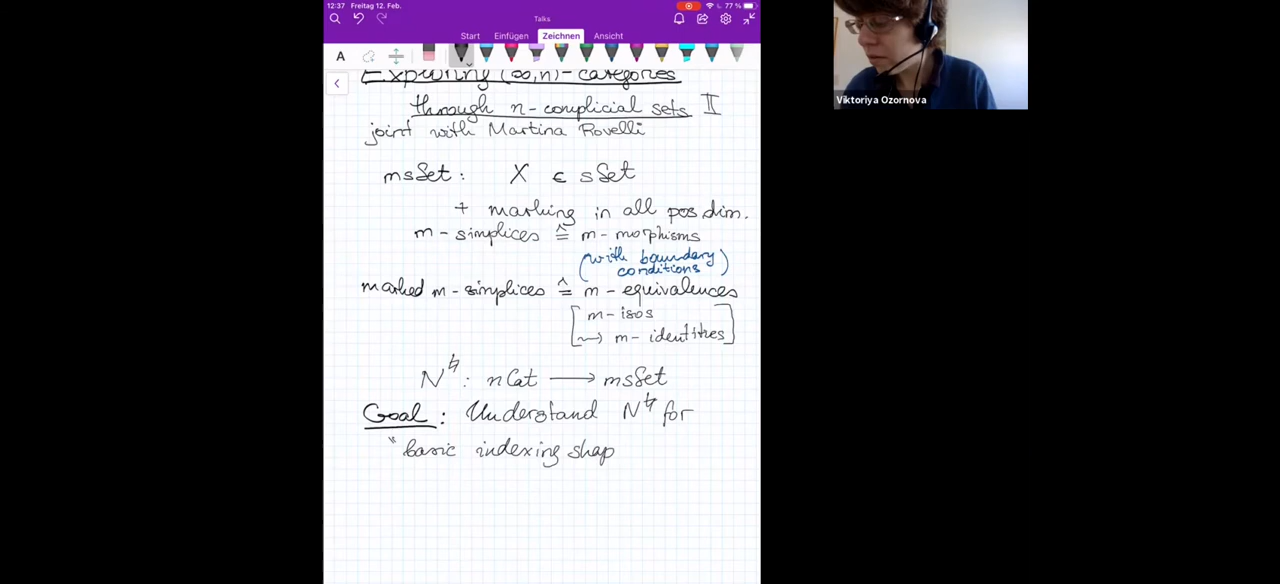 12:37 Freitag 12. Feb.
77 %
Talks
Start Einfügen Zeichnen Ansicht
A
Exploring (∞,n)-categories
through n-complicial sets II
joint with Martina Rovelli
msSet : X ∈ sSet
+ marking in all pos dim.
m-simplices ≙ m-morphisms
(with boundary
conditions)
marked m-simplices ≙ m-equivalences
[m-isos
⇝ m-identities]
N^♮ : nCat ⟶ msSet
Goal : Understand N^♮ for
"basic indexing shap
Viktoriya Ozornova